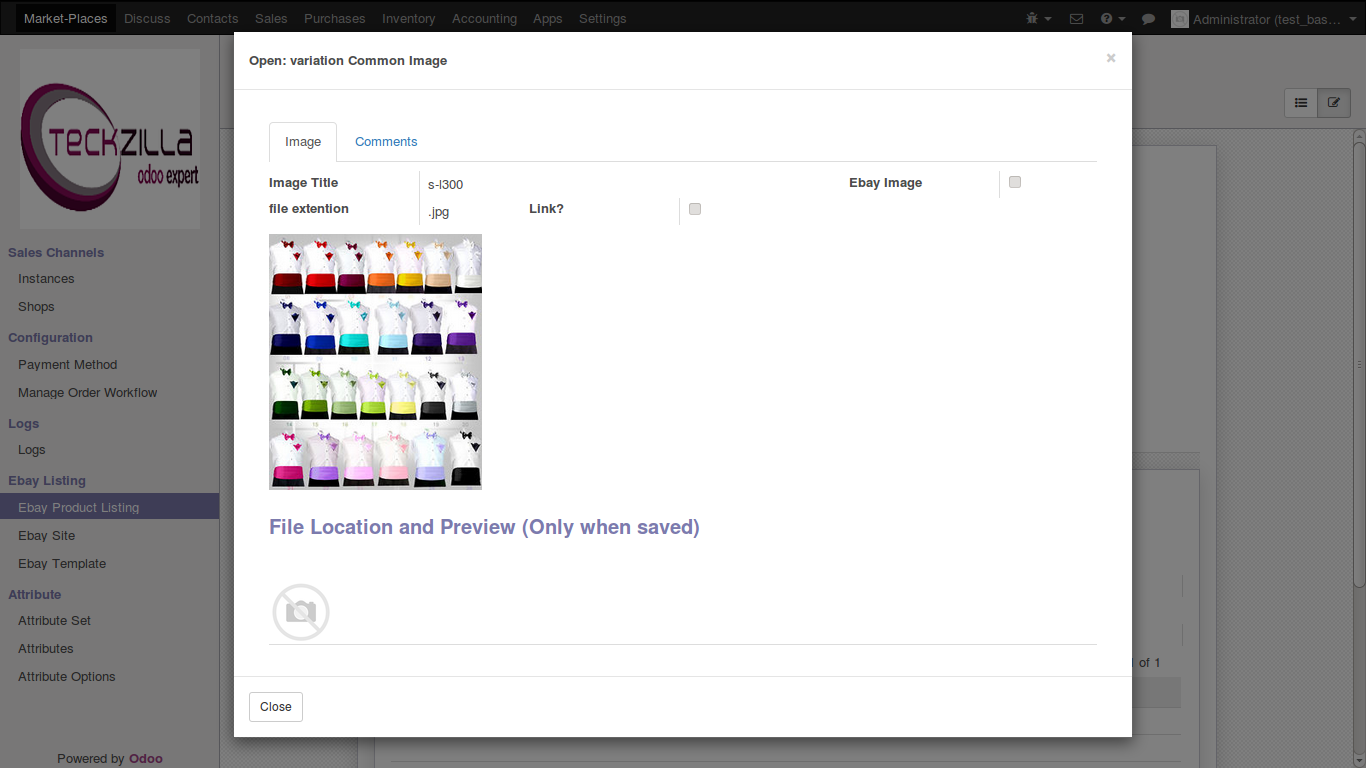 Market-Places Discuss Contacts Sales Purchases Inventory Accounting Apps Settings Administrator (test_bas...
Open: variation Common Image ×
TECKZILLA
odoo expert
Image Comments
Image Title s-l300 Ebay Image
file extention .jpg Link?
Sales Channels
Instances
Shops
Configuration
Payment Method
Manage Order Workflow
Logs
Logs
Ebay Listing
Ebay Product Listing
Ebay Site
Ebay Template
Attribute
Attribute Set
Attributes
Attribute Options
File Location and Preview (Only when saved)
of 1
Close
Powered by Odoo